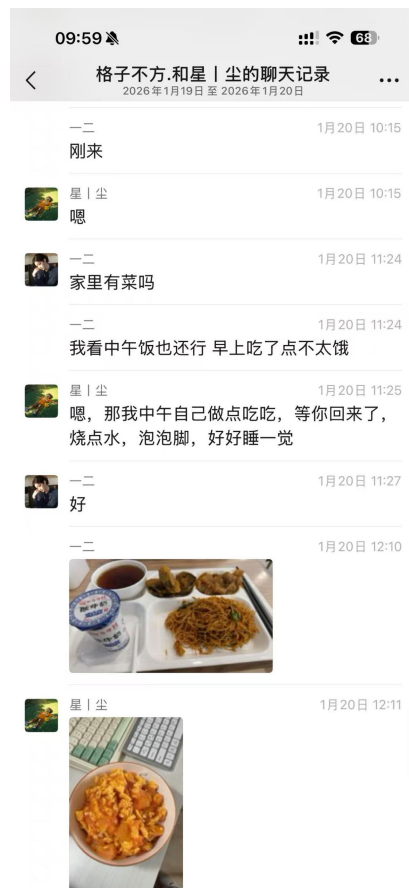 09:59
68
格子不方.和星丨尘的聊天记录
2026年1月19日 至 2026年1月20日
一二
1月20日 10:15
刚来
星丨尘
1月20日 10:15
嗯
一二
1月20日 11:24
家里有菜吗
一二
1月20日 11:24
我看中午饭也还行 早上吃了点不太饿
星丨尘
1月20日 11:25
嗯，那我中午自己做点吃吃，等你回来了，
烧点水，泡泡脚，好好睡一觉
一二
1月20日 11:27
好
一二
1月20日 12:10
星丨尘
1月20日 12:11